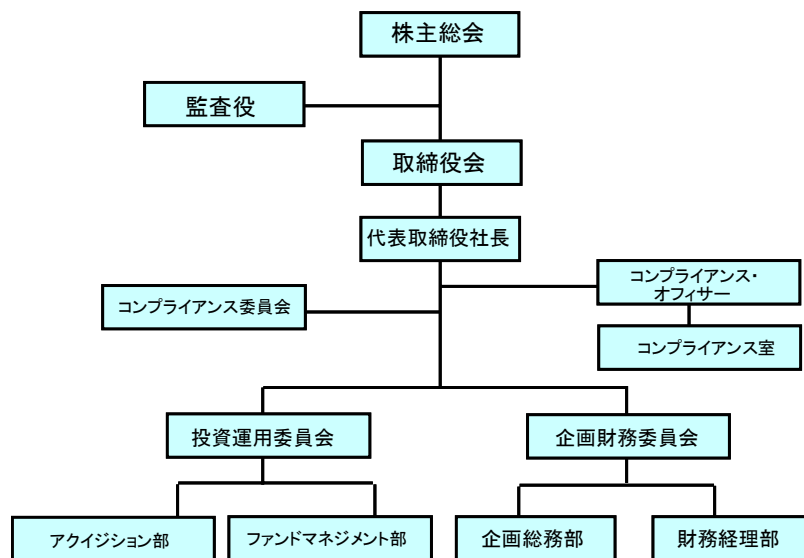 株主総会
監査役
取締役会
代表取締役社長
コンプライアンス・
オフィサー
コンプライアンス委員会
コンプライアンス室
投資運用委員会
企画財務委員会
アクイジション部
ファンドマネジメント部
企画総務部
財務経理部